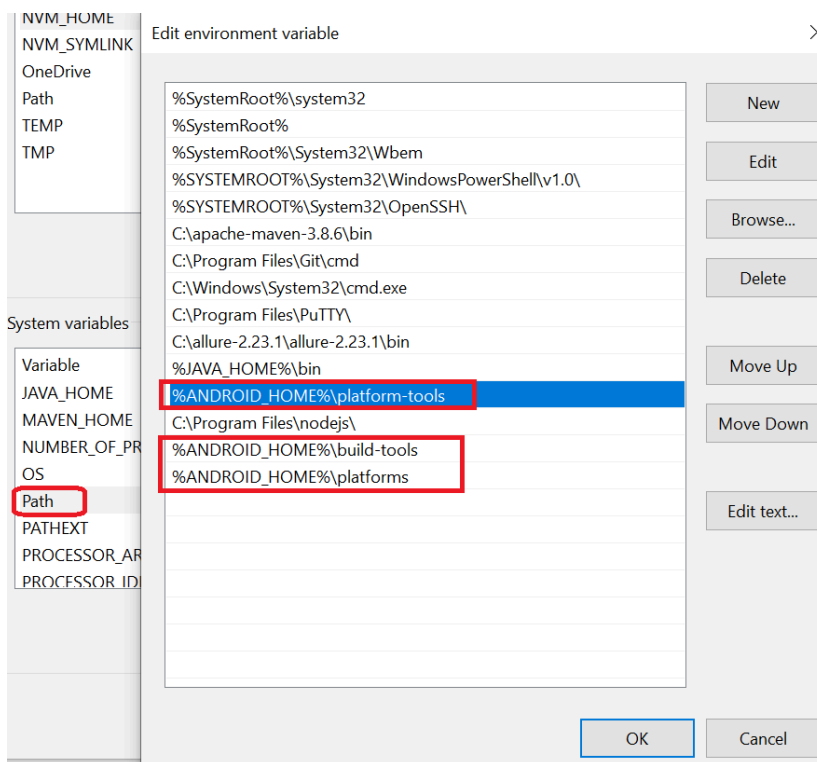 NVM_HOME
NVM_SYMLINK
OneDrive
Path
TEMP
TMP
System variables
Variable
JAVA_HOME
MAVEN_HOME
NUMBER_OF_PR
OS
Path
PATHEXT
PROCESSOR_AR
PROCESSOR_IDI
Edit environment variable
%SystemRoot%\system32
%SystemRoot%
%SystemRoot%\System32\Wbem
%SYSTEMROOT%\System32\WindowsPowerShell\v1.0\
%SYSTEMROOT%\System32\OpenSSH\
C:\apache-maven-3.8.6\bin
C:\Program Files\Git\cmd
C:\Windows\System32\cmd.exe
C:\Program Files\PuTTY\
C:\allure-2.23.1\allure-2.23.1\bin
%JAVA_HOME%\bin
%ANDROID_HOME%\platform-tools
C:\Program Files\nodejs\
%ANDROID_HOME%\build-tools
%ANDROID_HOME%\platforms
New
Edit
Browse...
Delete
Move Up
Move Down
Edit text...
OK
Cancel